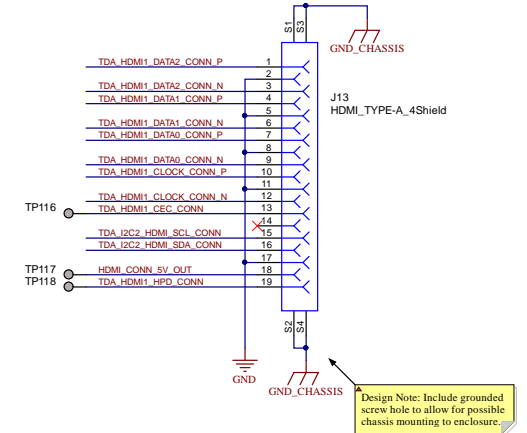 S1
S3
GND_CHASSIS
TDA_HDMI1_DATA2_CONN_P 1
2
TDA_HDMI1_DATA2_CONN_N 3
TDA_HDMI1_DATA1_CONN_P 4
5
TDA_HDMI1_DATA1_CONN_N 6
TDA_HDMI1_DATA0_CONN_P 7
8
TDA_HDMI1_DATA0_CONN_N 9
TDA_HDMI1_CLOCK_CONN_P 10
11
TDA_HDMI1_CLOCK_CONN_N 12
TP116 TDA_HDMI1_CEC_CONN 13
14
TDA_I2C2_HDMI_SCL_CONN 15
TDA_I2C2_HDMI_SDA_CONN 16
17
TP117 HDMI_CONN_5V_OUT 18
TP118 TDA_HDMI1_HPD_CONN 19
J13
HDMI_TYPE-A_4Shield
S2
S4
GND
GND_CHASSIS
Design Note: Include grounded
screw hole to allow for possible
chassis mounting to enclosure.